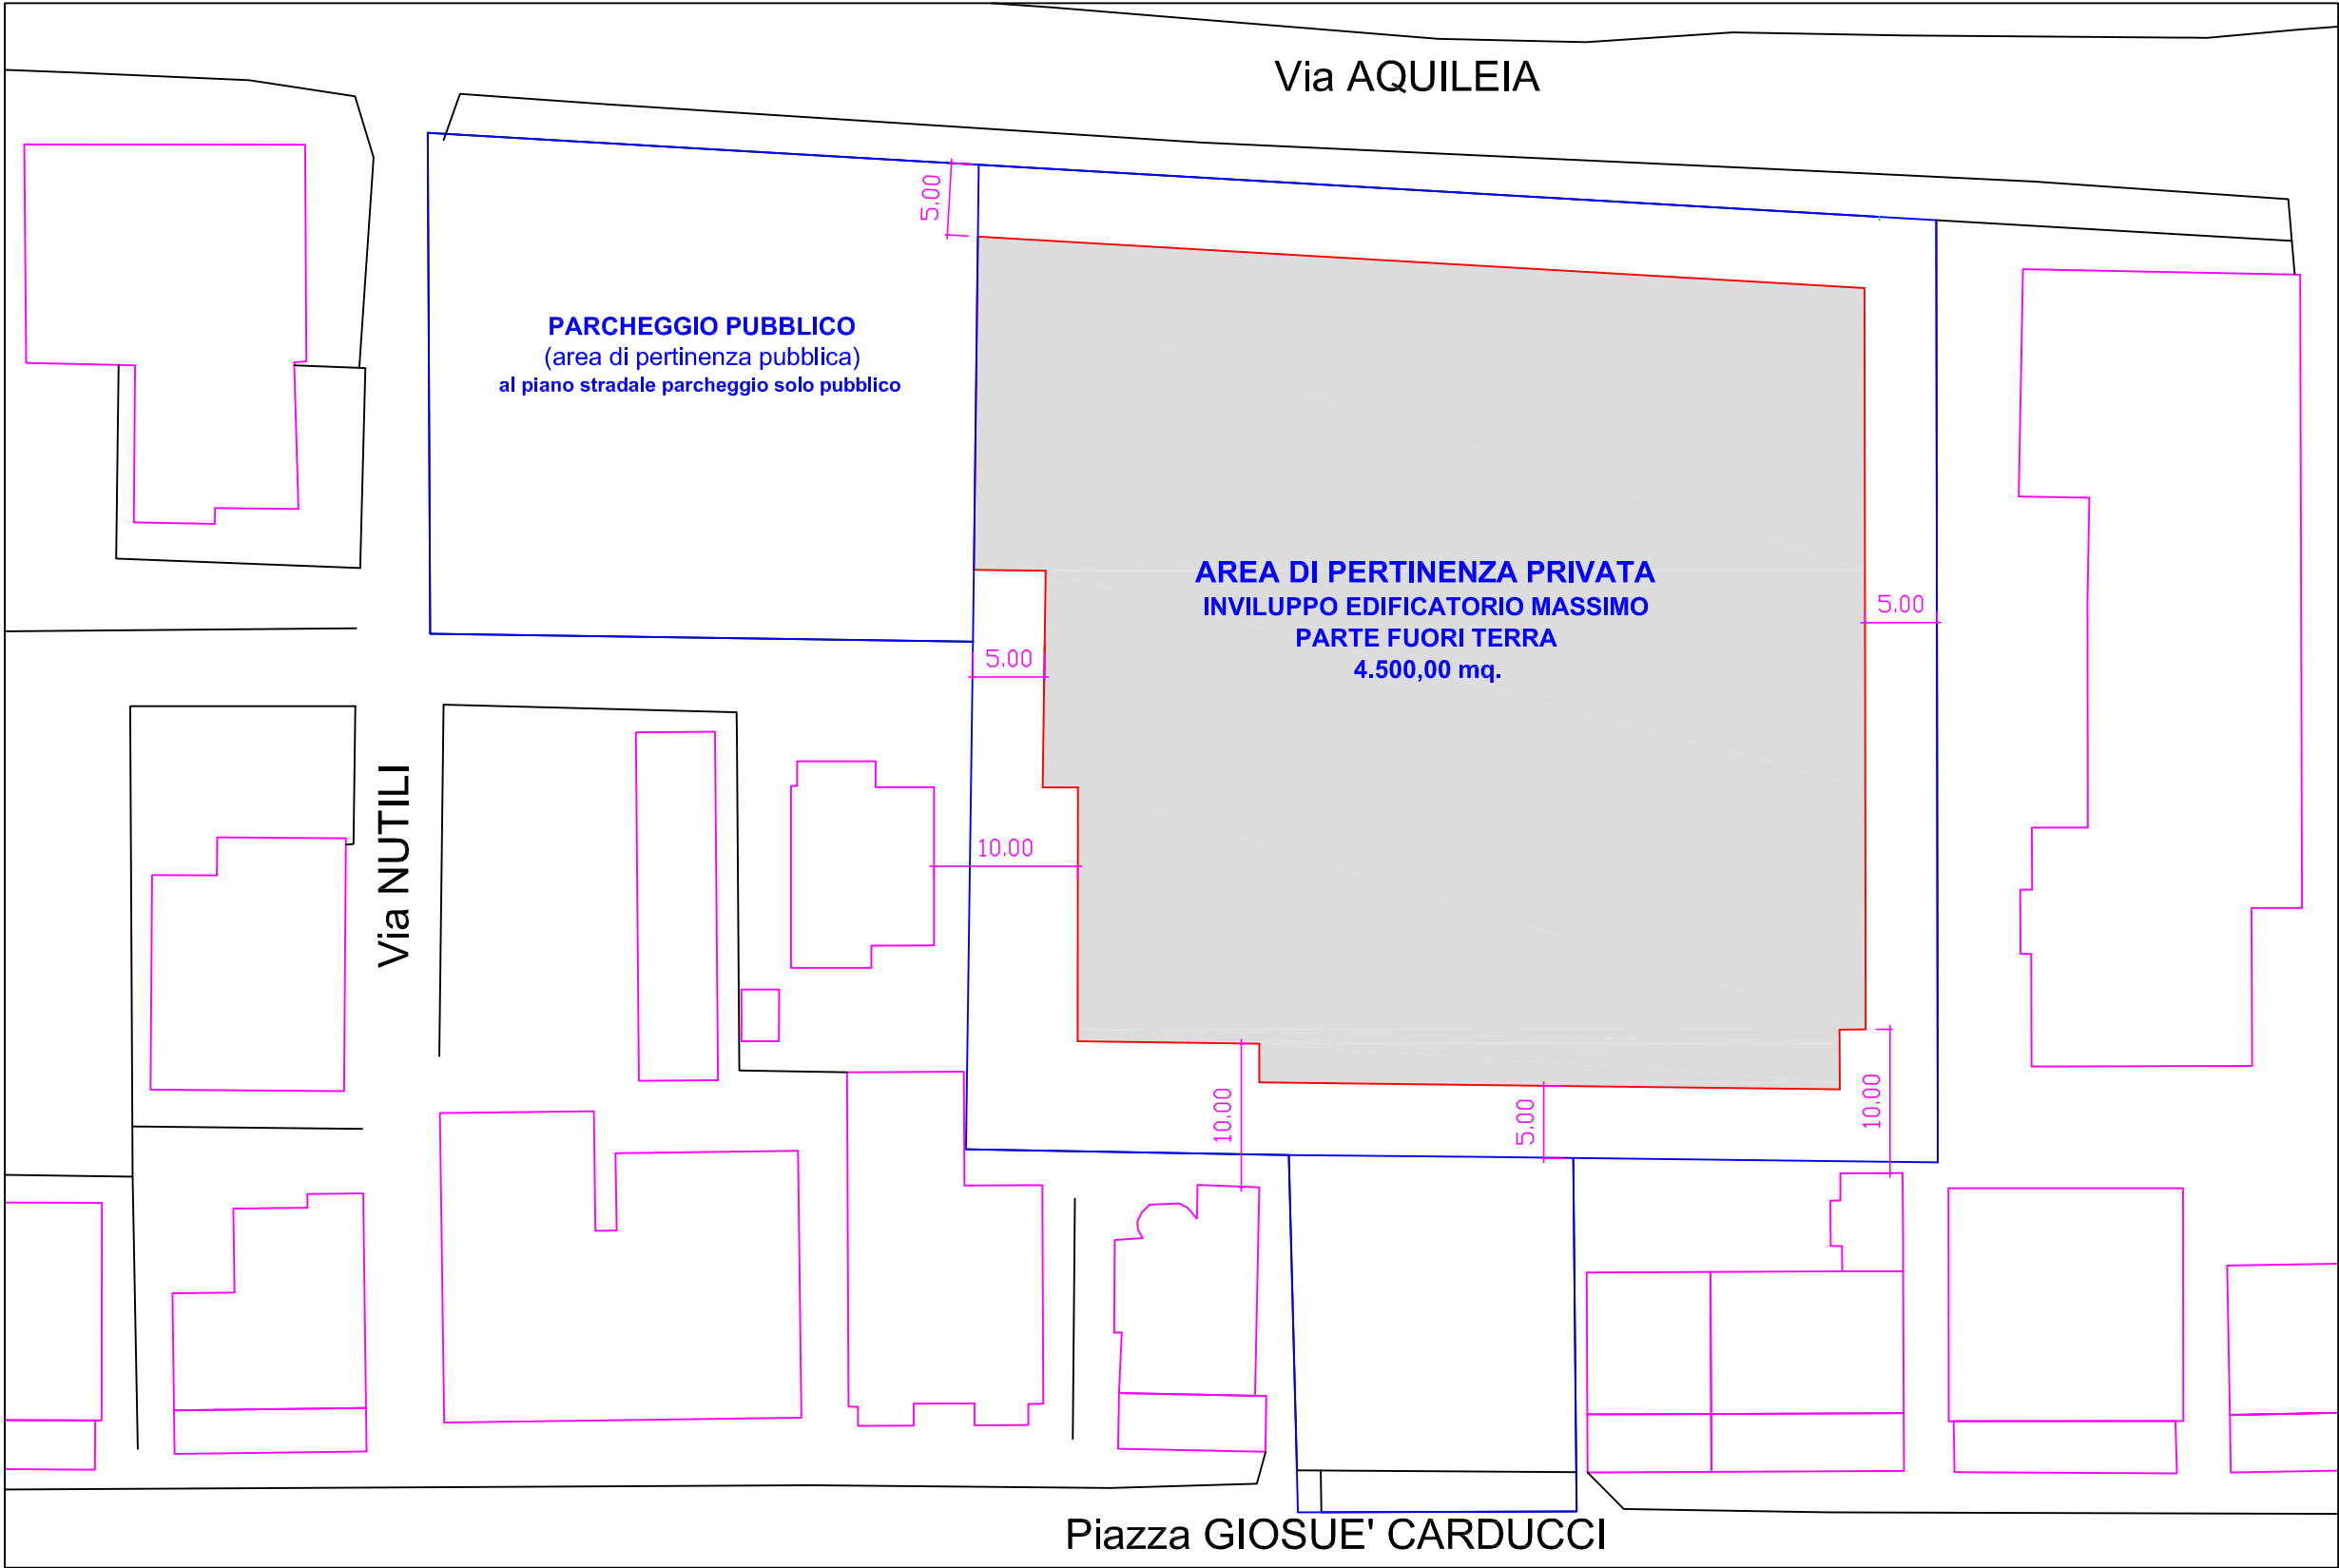 Via AQUILEIA
5.00
PARCHEGGIO PUBBLICO
(area di pertinenza pubblica)
al piano stradale parcheggio solo pubblico
AREA DI PERTINENZA PRIVATA
INVILUPPO EDIFICATORIO MASSIMO
PARTE FUORI TERRA
4.500,00 mq.
5.00
5.00
Via NUTILI
10.00
10.00
5.00
10.00
Piazza GIOSUE' CARDUCCI